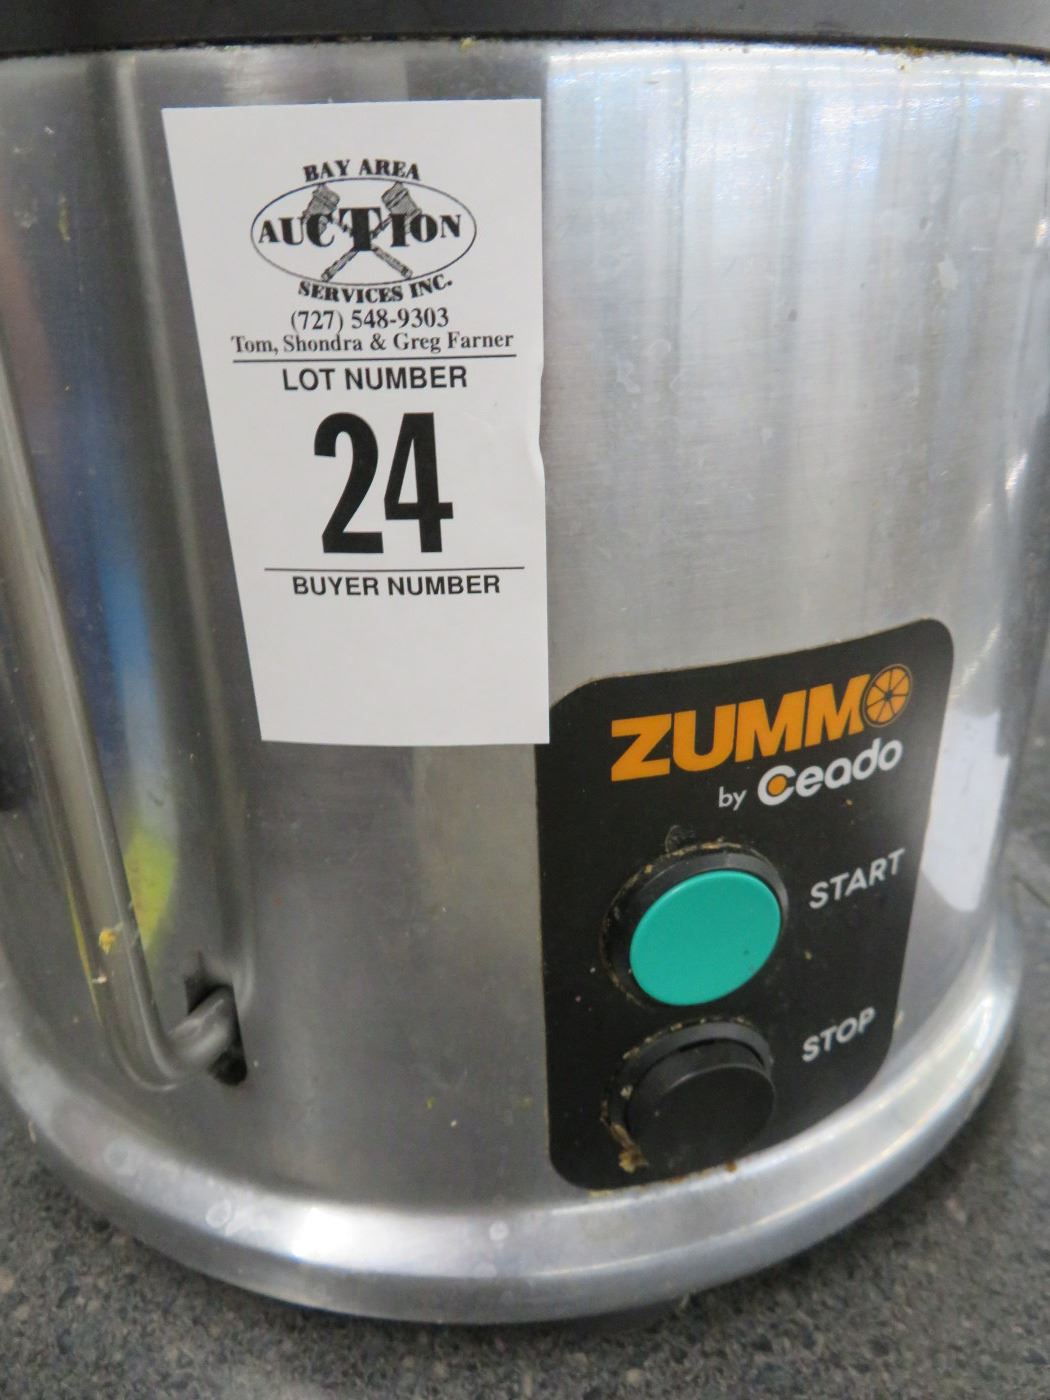 BAY AREA
AUCTION
SERVICES INC.
(727) 548-9303
Tom, Shondra & Greg Farner
LOT NUMBER
24
BUYER NUMBER
ZUMMO
by Ceado
START
STOP